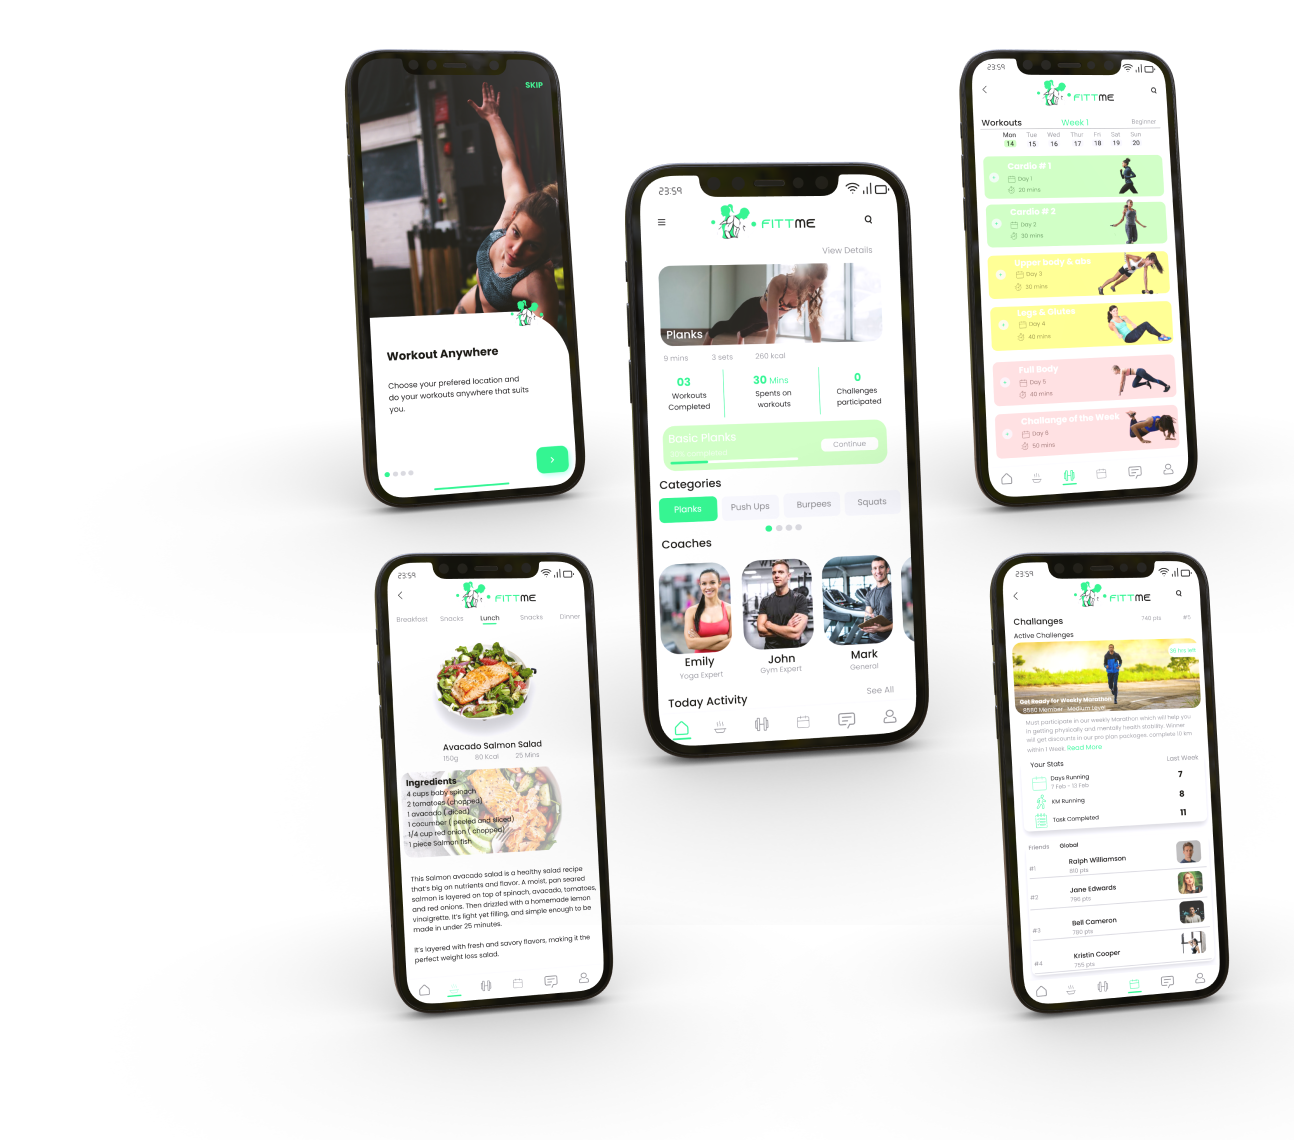 SKIP
Workout Anywhere
Choose your prefered location and
do your workouts anywhere that suits
you.
23:59
FITTME
View Details
Planks
9 mins 3 sets 260 kcal
03 30 Mins 0
Workouts Completed
Spents on workouts
Challenges participated
Basic Planks
Continue
Categories
Planks Push Ups Burpees Squats
Coaches
Emily John Mark
Yoga Expert Gym Expert General
Today Activity See All
23:59
FITTME
Workouts Week 1 Beginner
Mon Tue Wed Thur Fri Sat Sun
14 15 16 17 18 19 20
Cardio # 1
Day 1
20 mins
Cardio # 2
Day 2
30 mins
Day 3
30 mins
Legs & Glutes
Day 4
40 mins
Full Body
Day 5
40 mins
Challange of the Week
Day 6
50 mins
23:59
FITTME
Breakfast Snacks Lunch Snacks Dinner
Avacado Salmon Salad
150g 80 Kcal 25 Mins
Ingredients
4 cups baby spinach
2 tomatoes (chopped)
1 avacado ( diced)
1 cocumber ( peeled and sliced)
1/4 cup red onion ( chopped)
1 piece Salmon fish
This Salmon avacado salad is a healthy salad recipe
that's big on nutrients and flavor. A moist, pan seared
salmon is layered on top of spinach, avacado, tomatoes,
and red onions. Then drizzled with a homemade lemon
vinaigrette. It's light yet filling, and simple enough to be
made in under 25 minutes.
It's layered with fresh and savory flavors, making it the
perfect weight loss salad.
23:59
FITTME
Challanges 740 pts #5
Active Challenges
Get Ready for Weekly Marathon
8550 Member . Medium Level
Must participate in our weekly Marathon which will help you
in getting physically and mentally health stability. Winner
will get discounts in our pro plan packages. complete 10 km
within 1 Week. Read More
Your Stats Last Week
Days Running 7
7 Feb - 13 Feb
KM Running 8
Task Completed 11
Friends Global
#1 Ralph Williamson
810 pts
#2 Jane Edwards
796 pts
#3 Bell Cameron
780 pts
#4 Kristin Cooper
755 pts